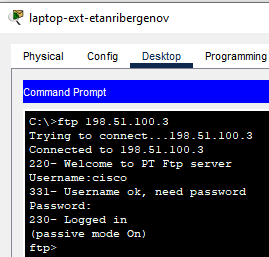 laptop-ext-etanribergenov
Physical Config Desktop Programming
Command Prompt
C:\>ftp 198.51.100.3
Trying to connect...198.51.100.3
Connected to 198.51.100.3
220- Welcome to PT Ftp server
Username:cisco
331- Username ok, need password
Password:
230- Logged in
(passive mode On)
ftp>